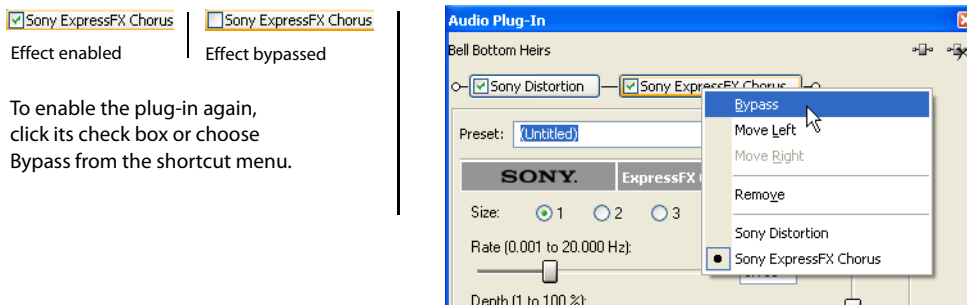 Sony ExpressFX Chorus
Sony ExpressFX Chorus
Effect enabled
Effect bypassed
To enable the plug-in again,
click its check box or choose
Bypass from the shortcut menu.
Audio Plug-In
Bell Bottom Heirs
Sony Distortion
Sony ExpressFX Chorus
Bypass
Move Left
Move Right
Remove
Sony Distortion
Sony ExpressFX Chorus
Preset: (Untitled)
SONY. ExpressFX
Size: 1 2 3
Rate (0.001 to 20.000 Hz):
Depth (1 to 100 %):